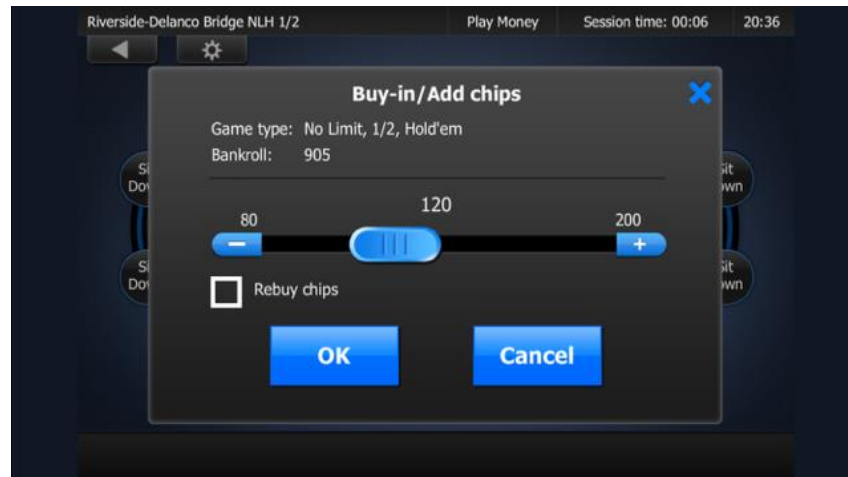 Riverside-Delanco Bridge NLH 1/2 Play Money Session time: 00:06 20:36
Buy-in/Add chips
Game type: No Limit, 1/2, Hold'em
Bankroll: 905
Sit
120
80 200
Rebuy chips
OK Cancel